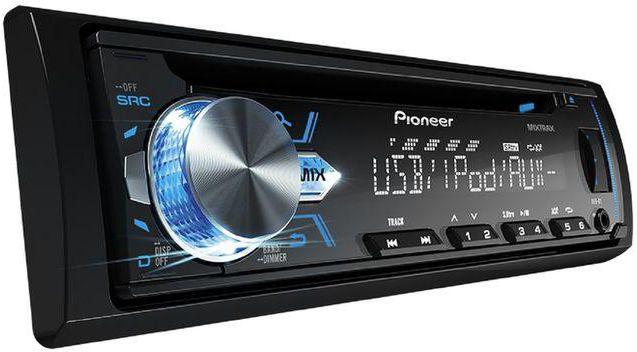 --OFF
SRC
Pioneer
MIXTRAX
USB/iPod/AUX-
MIX
TRACK
1 2 3 4 5 6
DISP
OFF
D
BAND/
DIMMER